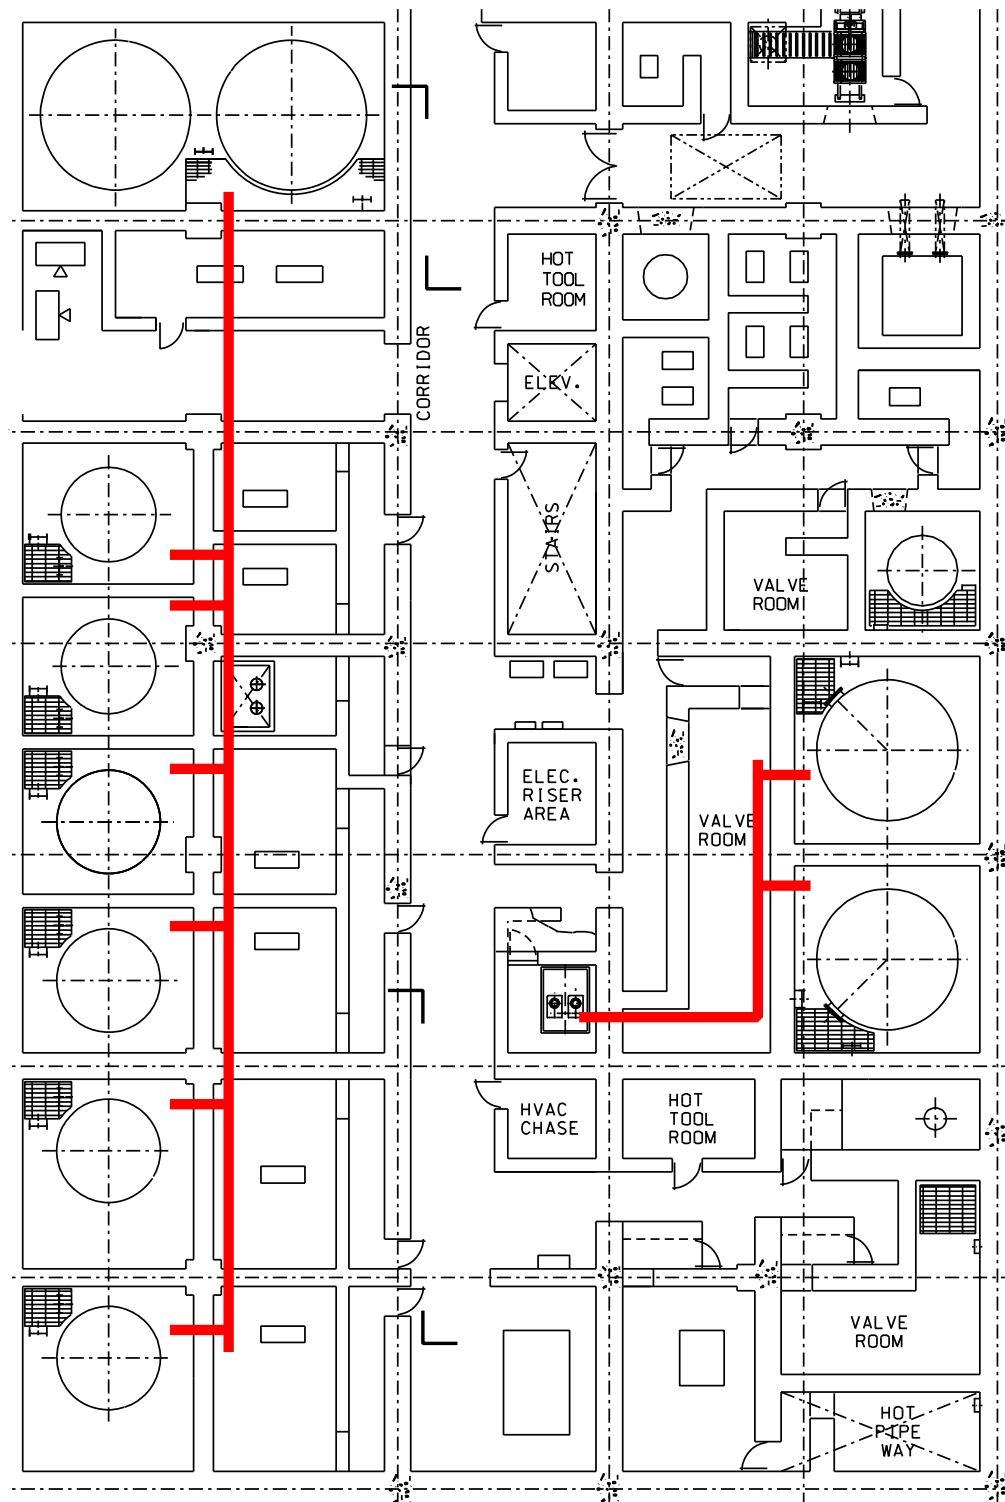 HOT
TOOL
ROOM
CORRIDOR
ELEV.
STAIRS
VALVE
ROOM
ELEC.
RISER
AREA
VALVE
ROOM
HVAC
CHASE
HOT
TOOL
ROOM
VALVE
ROOM
HOT
PIPE
WAY